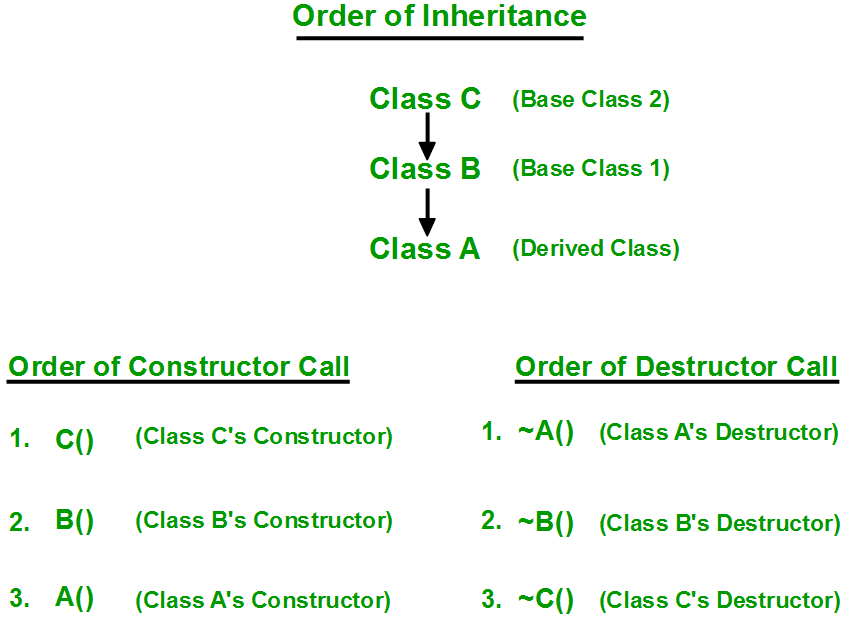 Order of Inheritance
Class C (Base Class 2)
Class B (Base Class 1)
Class A (Derived Class)
Order of Constructor Call
1. C() (Class C's Constructor)
2. B() (Class B's Constructor)
3. A() (Class A's Constructor)
Order of Destructor Call
1. ~A() (Class A's Destructor)
2. ~B() (Class B's Destructor)
3. ~C() (Class C's Destructor)